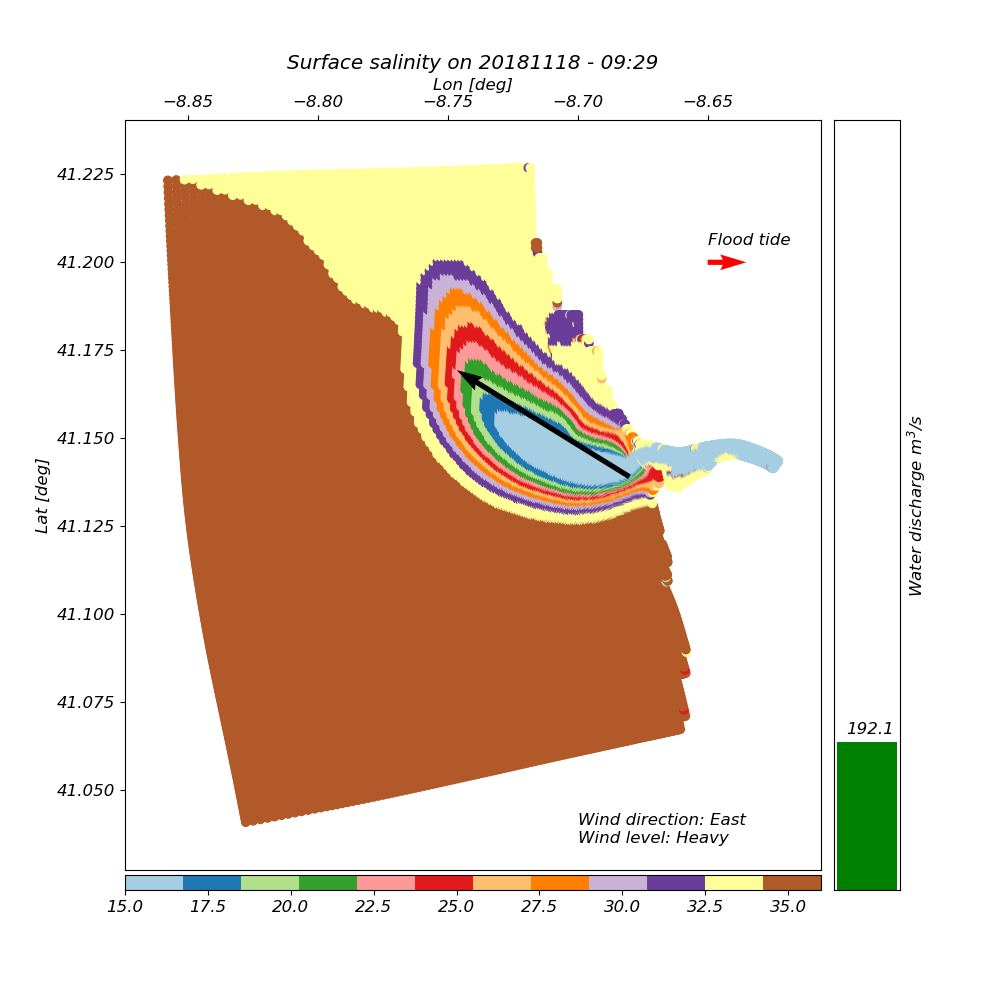 Surface salinity on 20181118 - 09:29
Lon [deg]
−8.85 −8.80 −8.75 −8.70 −8.65
41.225
41.200
41.175
41.150
41.125
41.100
41.075
41.050
Lat [deg]
Flood tide
Wind direction: East
Wind level: Heavy
15.0 17.5 20.0 22.5 25.0 27.5 30.0 32.5 35.0
192.1
Water discharge m³/s